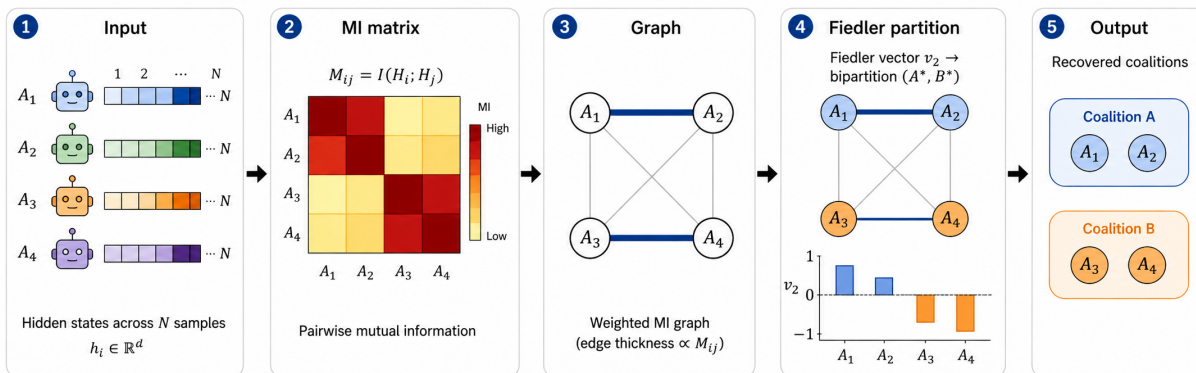 1 Input
1 2 ... N
A₁ ··· N
A₂ ··· N
A₃ ··· N
A₄ ··· N
Hidden states across N samples
hᵢ ∈ ℝᵈ
2 MI matrix
Mᵢⱼ = I(Hᵢ; Hⱼ)
MI
High
Low
A₁
A₂
A₃
A₄
A₁ A₂ A₃ A₄
Pairwise mutual information
3 Graph
A₁ A₂
A₃ A₄
Weighted MI graph
(edge thickness ∝ Mᵢⱼ)
4 Fiedler partition
Fiedler vector v₂ →
bipartition (A*, B*)
A₁ A₂
A₃ A₄
v₂
1
0
−1
A₁ A₂ A₃ A₄
5 Output
Recovered coalitions
Coalition A
A₁ A₂
Coalition B
A₃ A₄